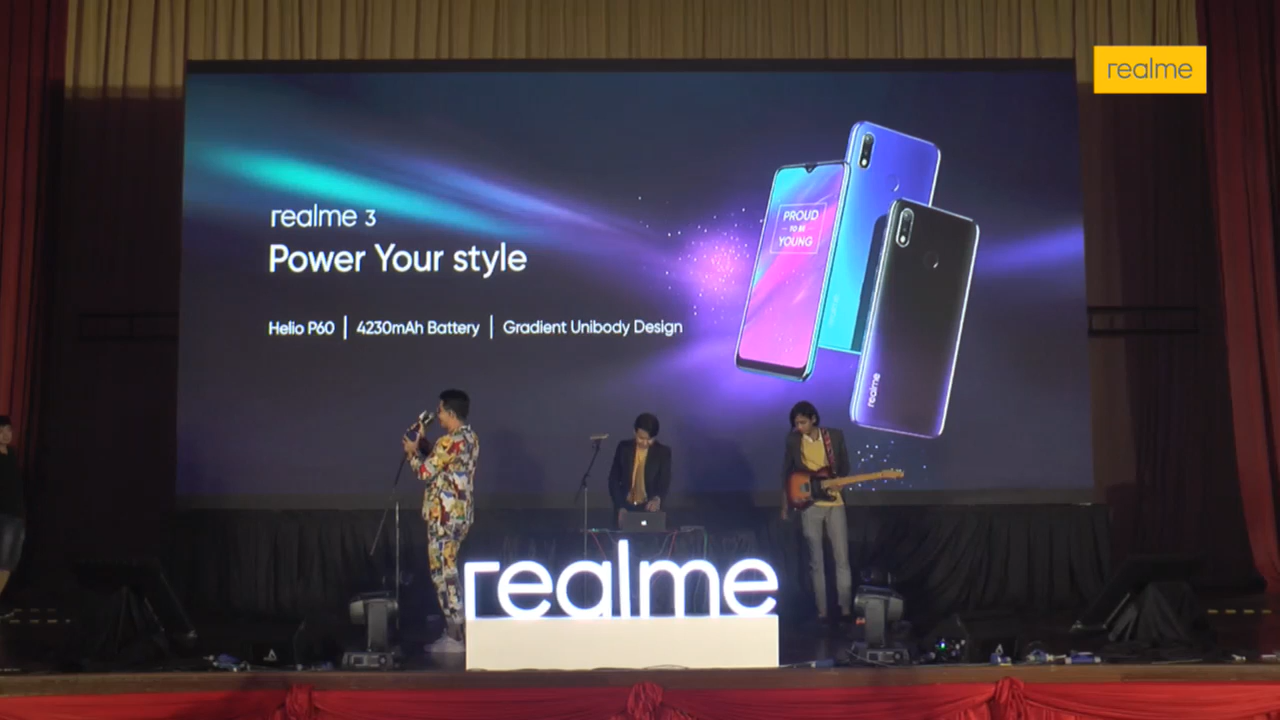 realme
realme 3
Power Your style
Helio P60 | 4230mAh Battery | Gradient Unibody Design
PROUD
TO BE
YOUNG
realme
realme